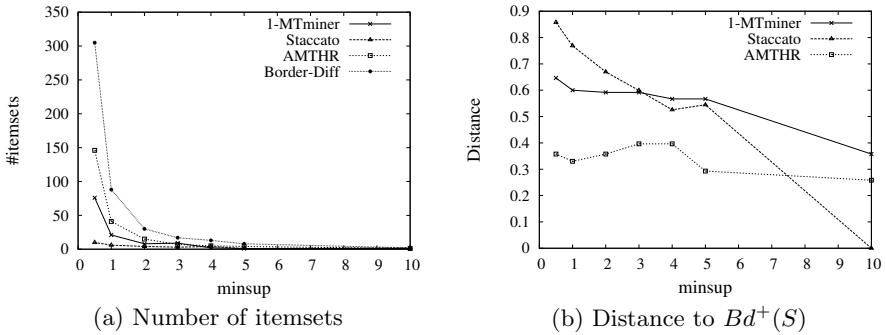 1-MTminer
Staccato
AMTHR
Border-Diff
350
300
250
200
150
100
50
0
#itemsets
0 1 2 3 4 5 6 7 8 9 10
minsup
(a) Number of itemsets
1-MTminer
Staccato
AMTHR
0.9
0.8
0.7
0.6
0.5
0.4
0.3
0.2
0.1
0
Distance
0 1 2 3 4 5 6 7 8 9 10
minsup
(b) Distance to Bd⁺(S)